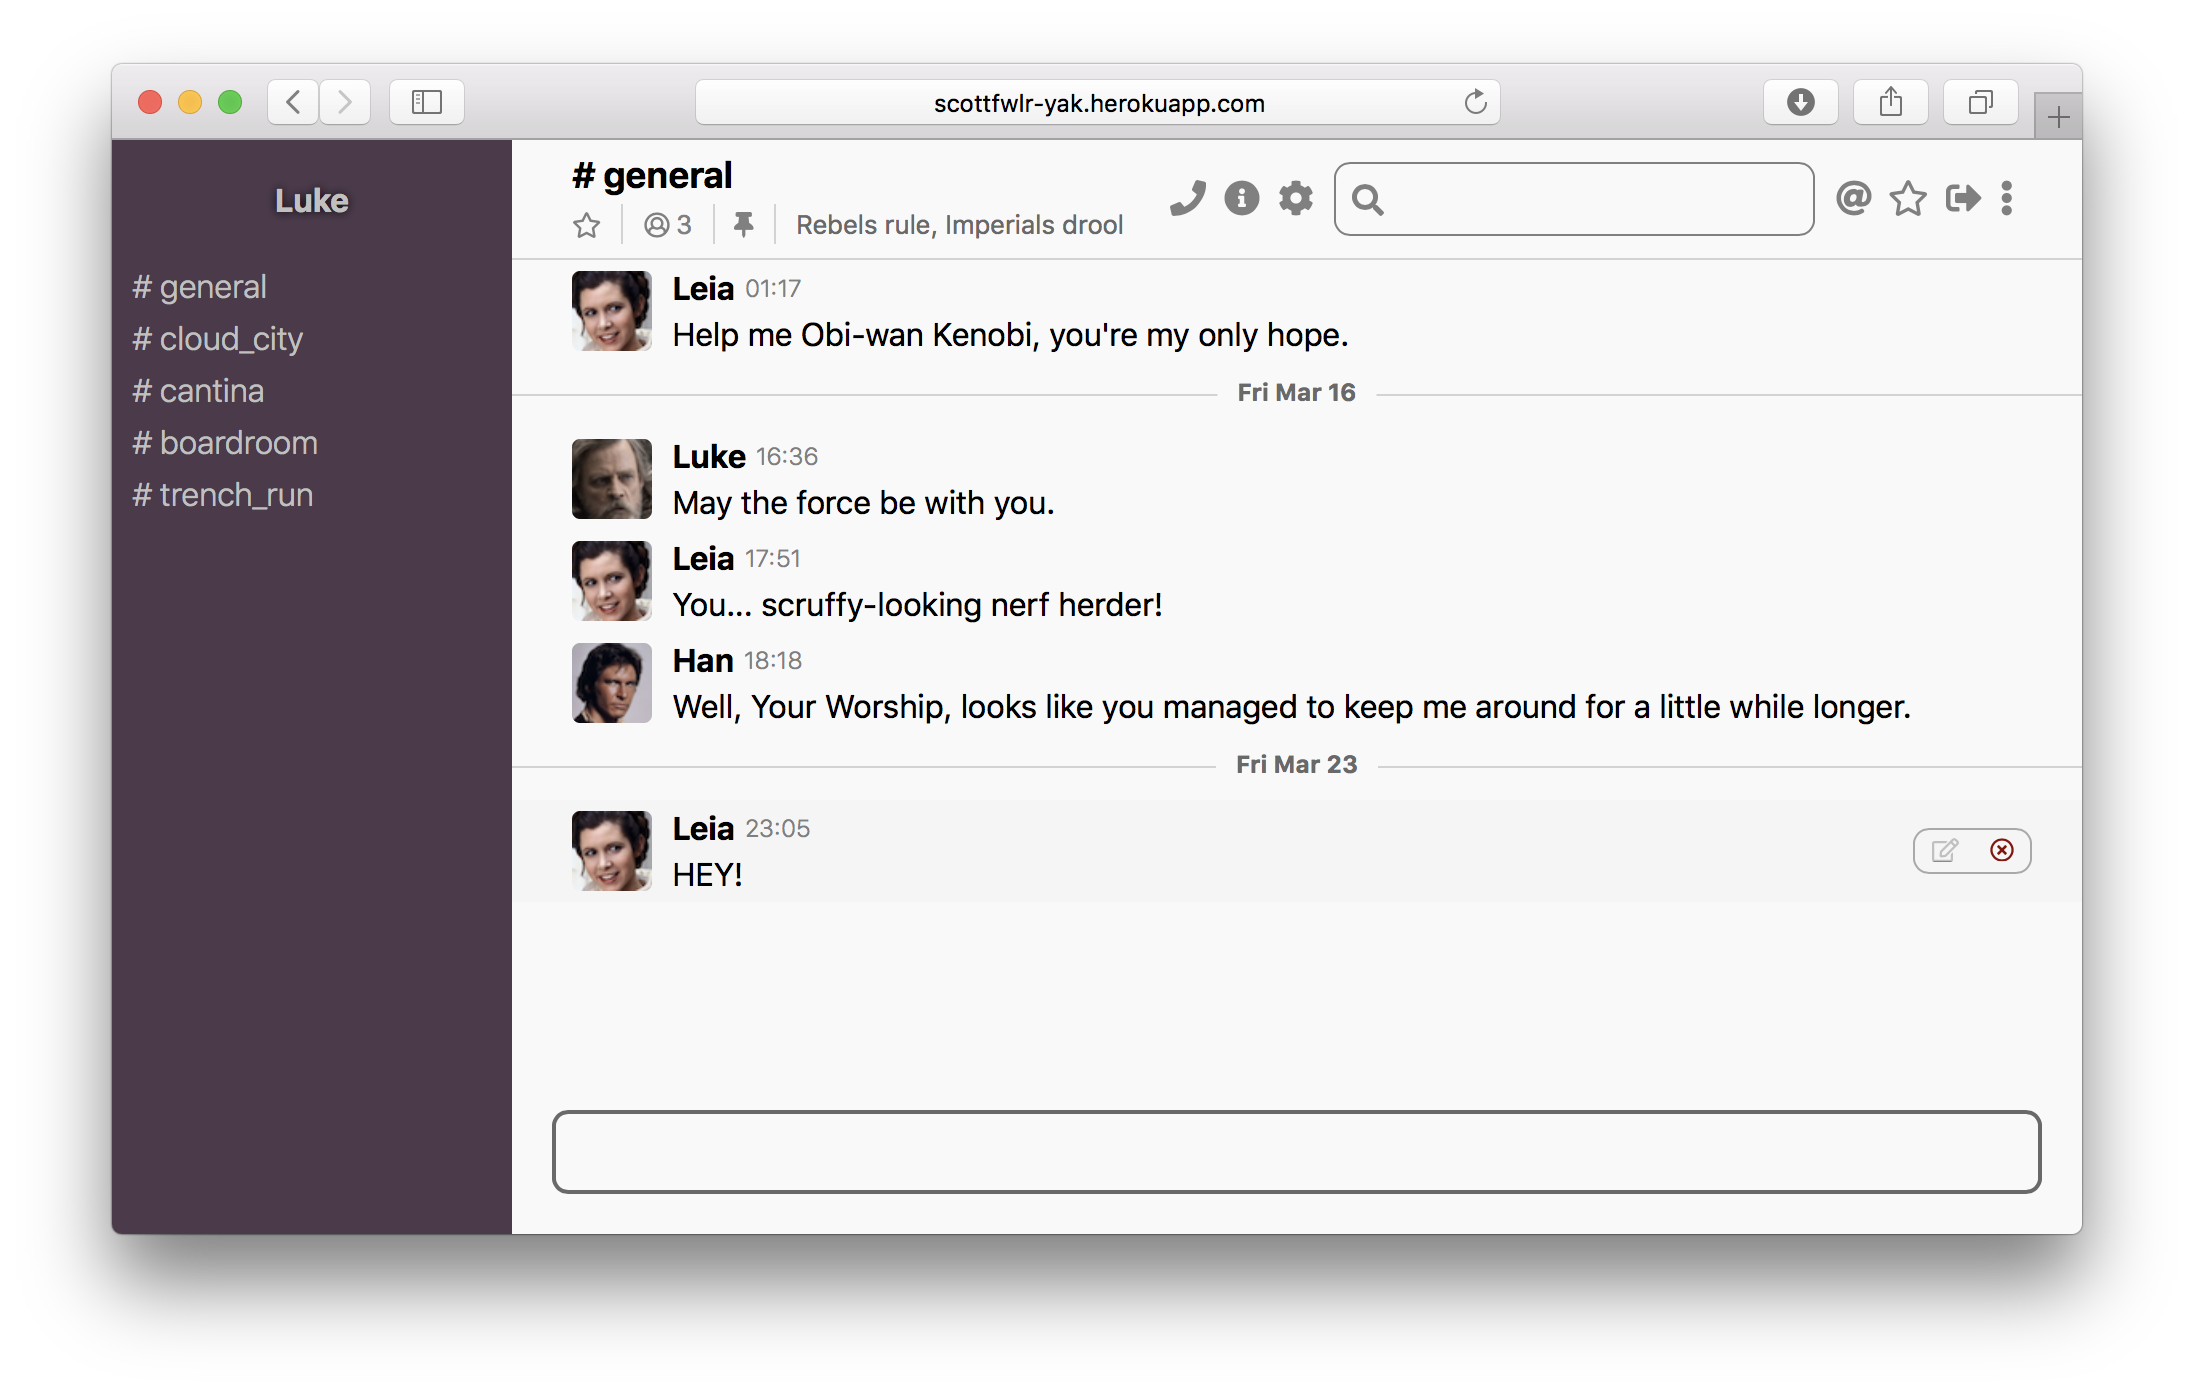 scottfwlr-yak.herokuapp.com
Luke
# general
# cloud_city
# cantina
# boardroom
# trench_run
# general
3
Rebels rule, Imperials drool
Leia 01:17
Help me Obi-wan Kenobi, you're my only hope.
Fri Mar 16
Luke 16:36
May the force be with you.
Leia 17:51
You... scruffy-looking nerf herder!
Han 18:18
Well, Your Worship, looks like you managed to keep me around for a little while longer.
Fri Mar 23
Leia 23:05
HEY!